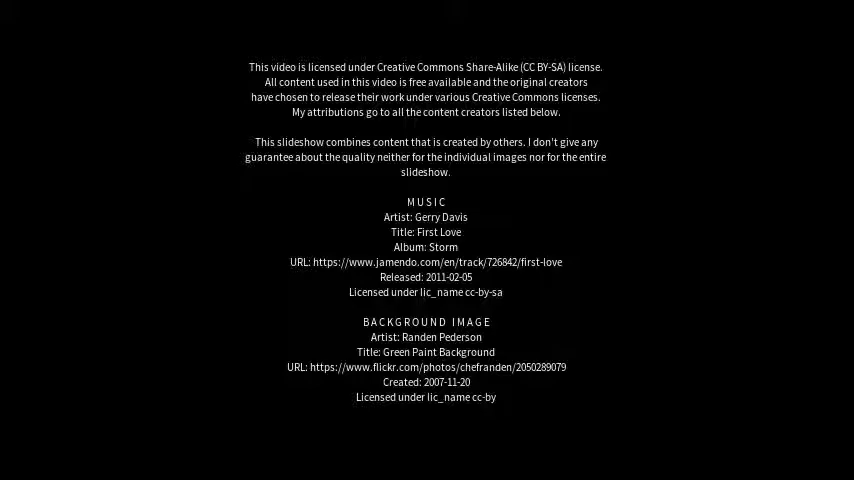 This video is licensed under Creative Commons Share-Alike (CC BY-SA) license.
All content used in this video is free available and the original creators
have chosen to release their work under various Creative Commons licenses.
My attributions go to all the content creators listed below.
This slideshow combines content that is created by others. I don't give any
guarantee about the quality neither for the individual images nor for the entire
slideshow.
MUSIC
Artist: Gerry Davis
Title: First Love
Album: Storm
URL: https://www.jamendo.com/en/track/726842/first-love
Released: 2011-02-05
Licensed under lic_name cc-by-sa
BACKGROUND IMAGE
Artist: Randen Pederson
Title: Green Paint Background
URL: https://www.flickr.com/photos/chefranden/2050289079
Created: 2007-11-20
Licensed under lic_name cc-by